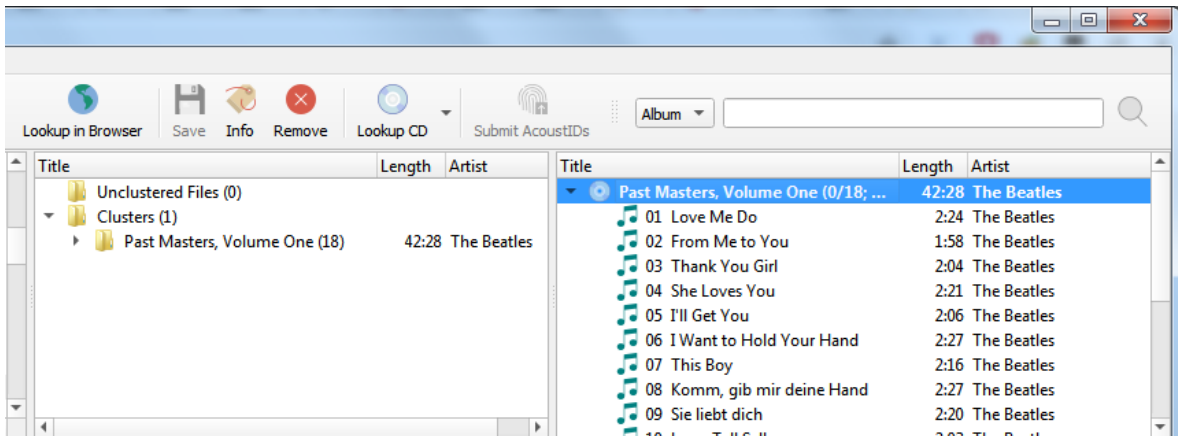 Lookup in Browser Save Info Remove Lookup CD Submit AcoustIDs Album
Title Length Artist
Unclustered Files (0)
Clusters (1)
Past Masters, Volume One (18) 42:28 The Beatles
Title Length Artist
Past Masters, Volume One (0/18; ... 42:28 The Beatles
01 Love Me Do 2:24 The Beatles
02 From Me to You 1:58 The Beatles
03 Thank You Girl 2:04 The Beatles
04 She Loves You 2:21 The Beatles
05 I'll Get You 2:06 The Beatles
06 I Want to Hold Your Hand 2:27 The Beatles
07 This Boy 2:16 The Beatles
08 Komm, gib mir deine Hand 2:27 The Beatles
09 Sie liebt dich 2:20 The Beatles